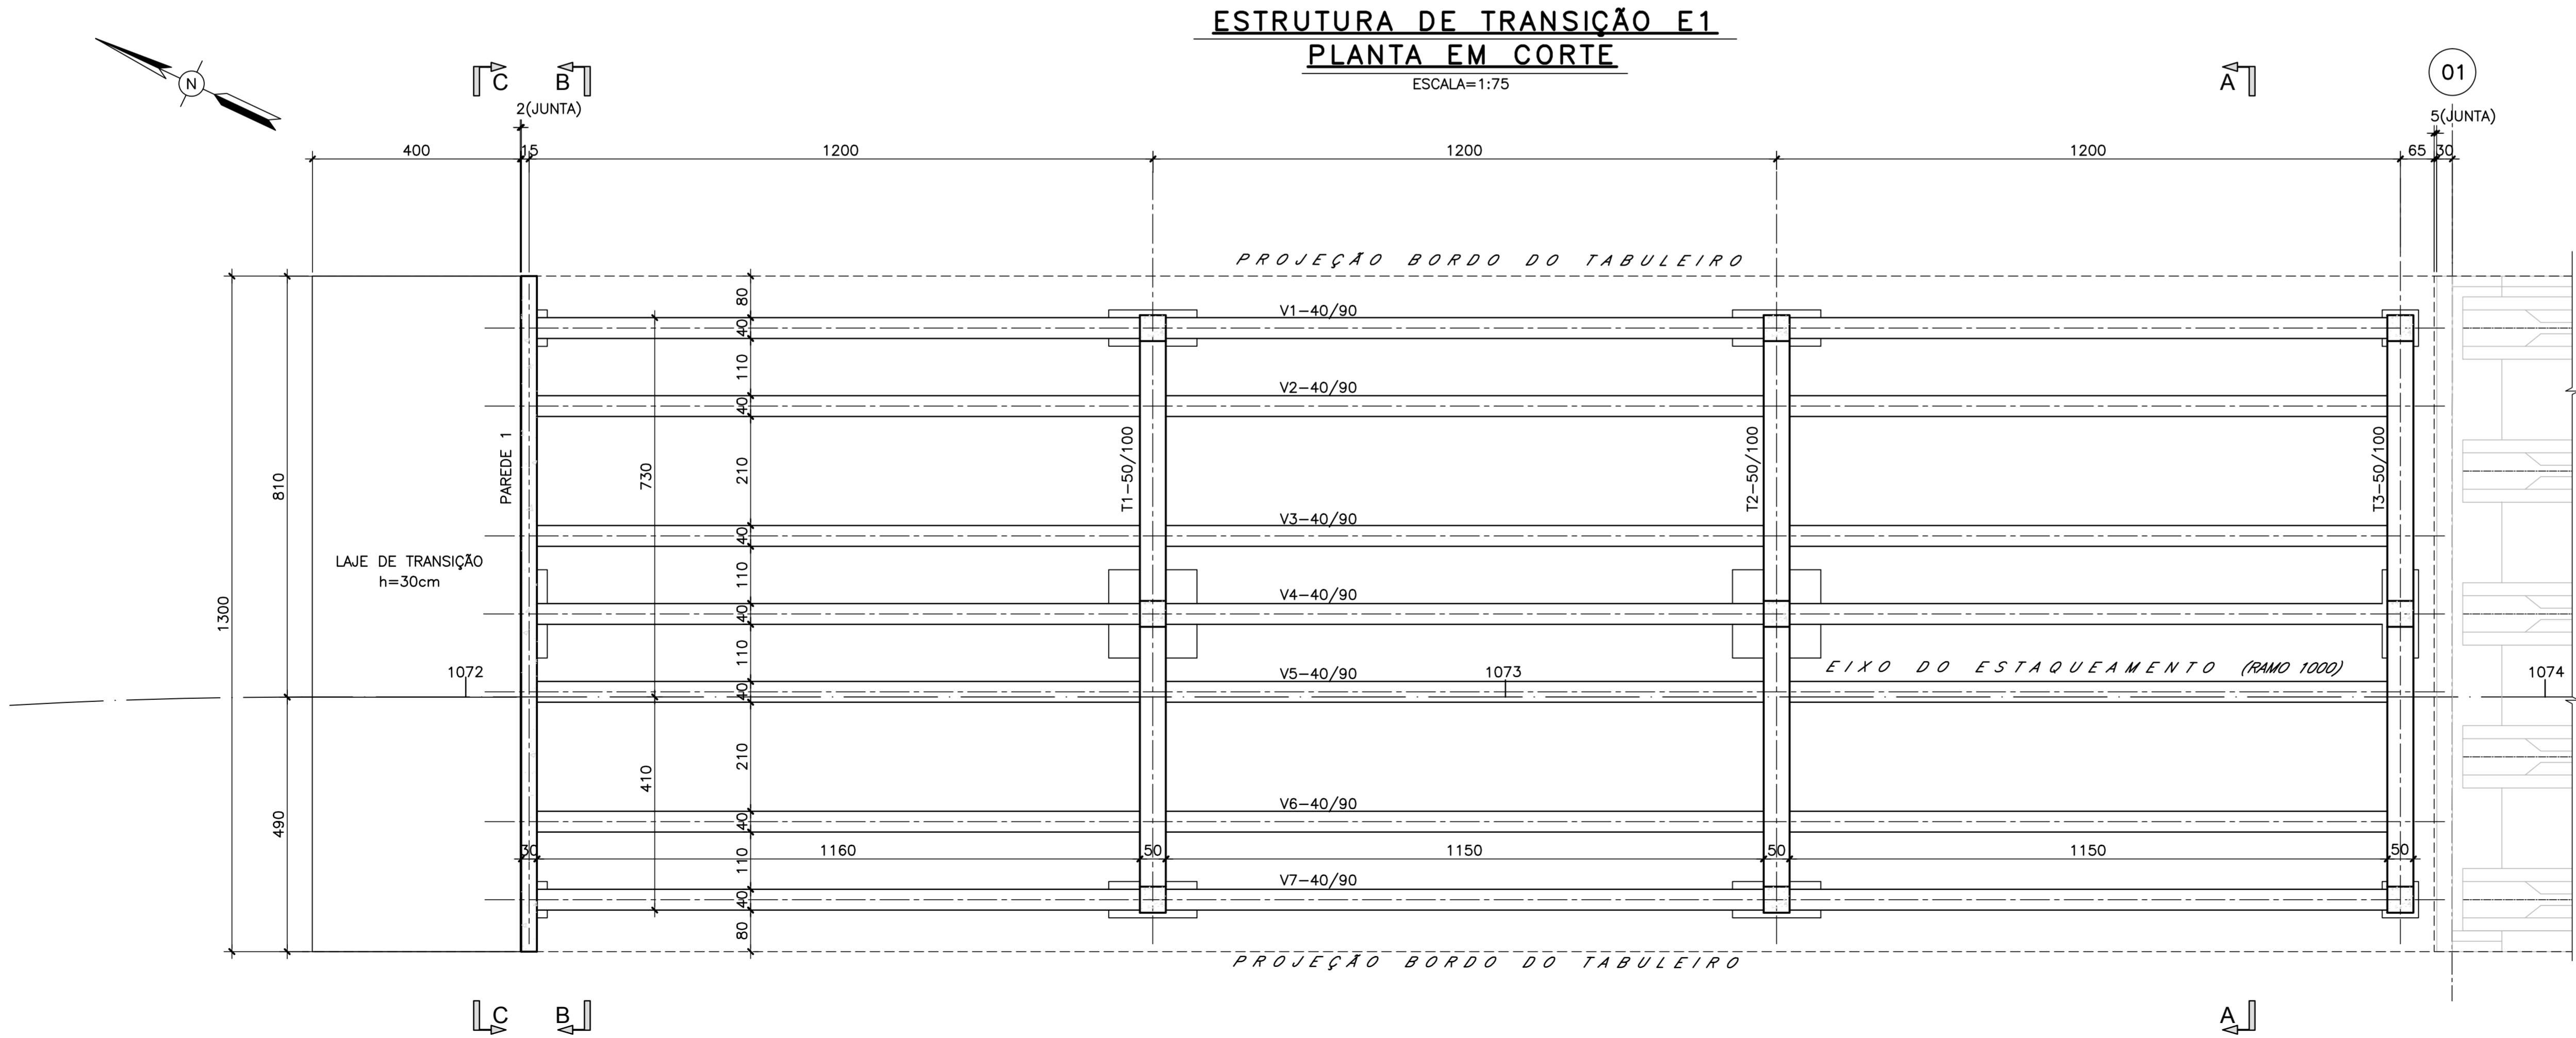 ESTRUTURA DE TRANSIÇÃO E1
PLANTA EM CORTE
ESCALA=1:75
N
C
B
A
01
2(JUNTA)
5(JUNTA)
400
15
1200
1200
1200
65
30
PROJEÇÃO BORDO DO TABULEIRO
80
V1-40/90
40
110
V2-40/90
40
PAREDE 1
T1-50/100
T2-50/100
T3-50/100
810
730
210
V3-40/90
40
LAJE DE TRANSIÇÃO
h=30cm
110
V4-40/90
40
1300
110
1072
V5-40/90
1073
EIXO DO ESTAQUEAMENTO (RAMO 1000)
1074
40
210
410
490
V6-40/90
40
30
1160
110
50
1150
50
1150
50
V7-40/90
40
80
PROJEÇÃO BORDO DO TABULEIRO
C
B
A